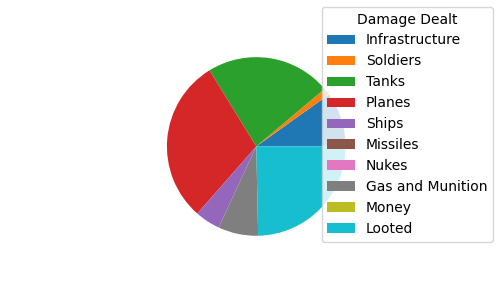 Damage Dealt
Infrastructure
Soldiers
Tanks
Planes
Ships
Missiles
Nukes
Gas and Munition
Money
Looted